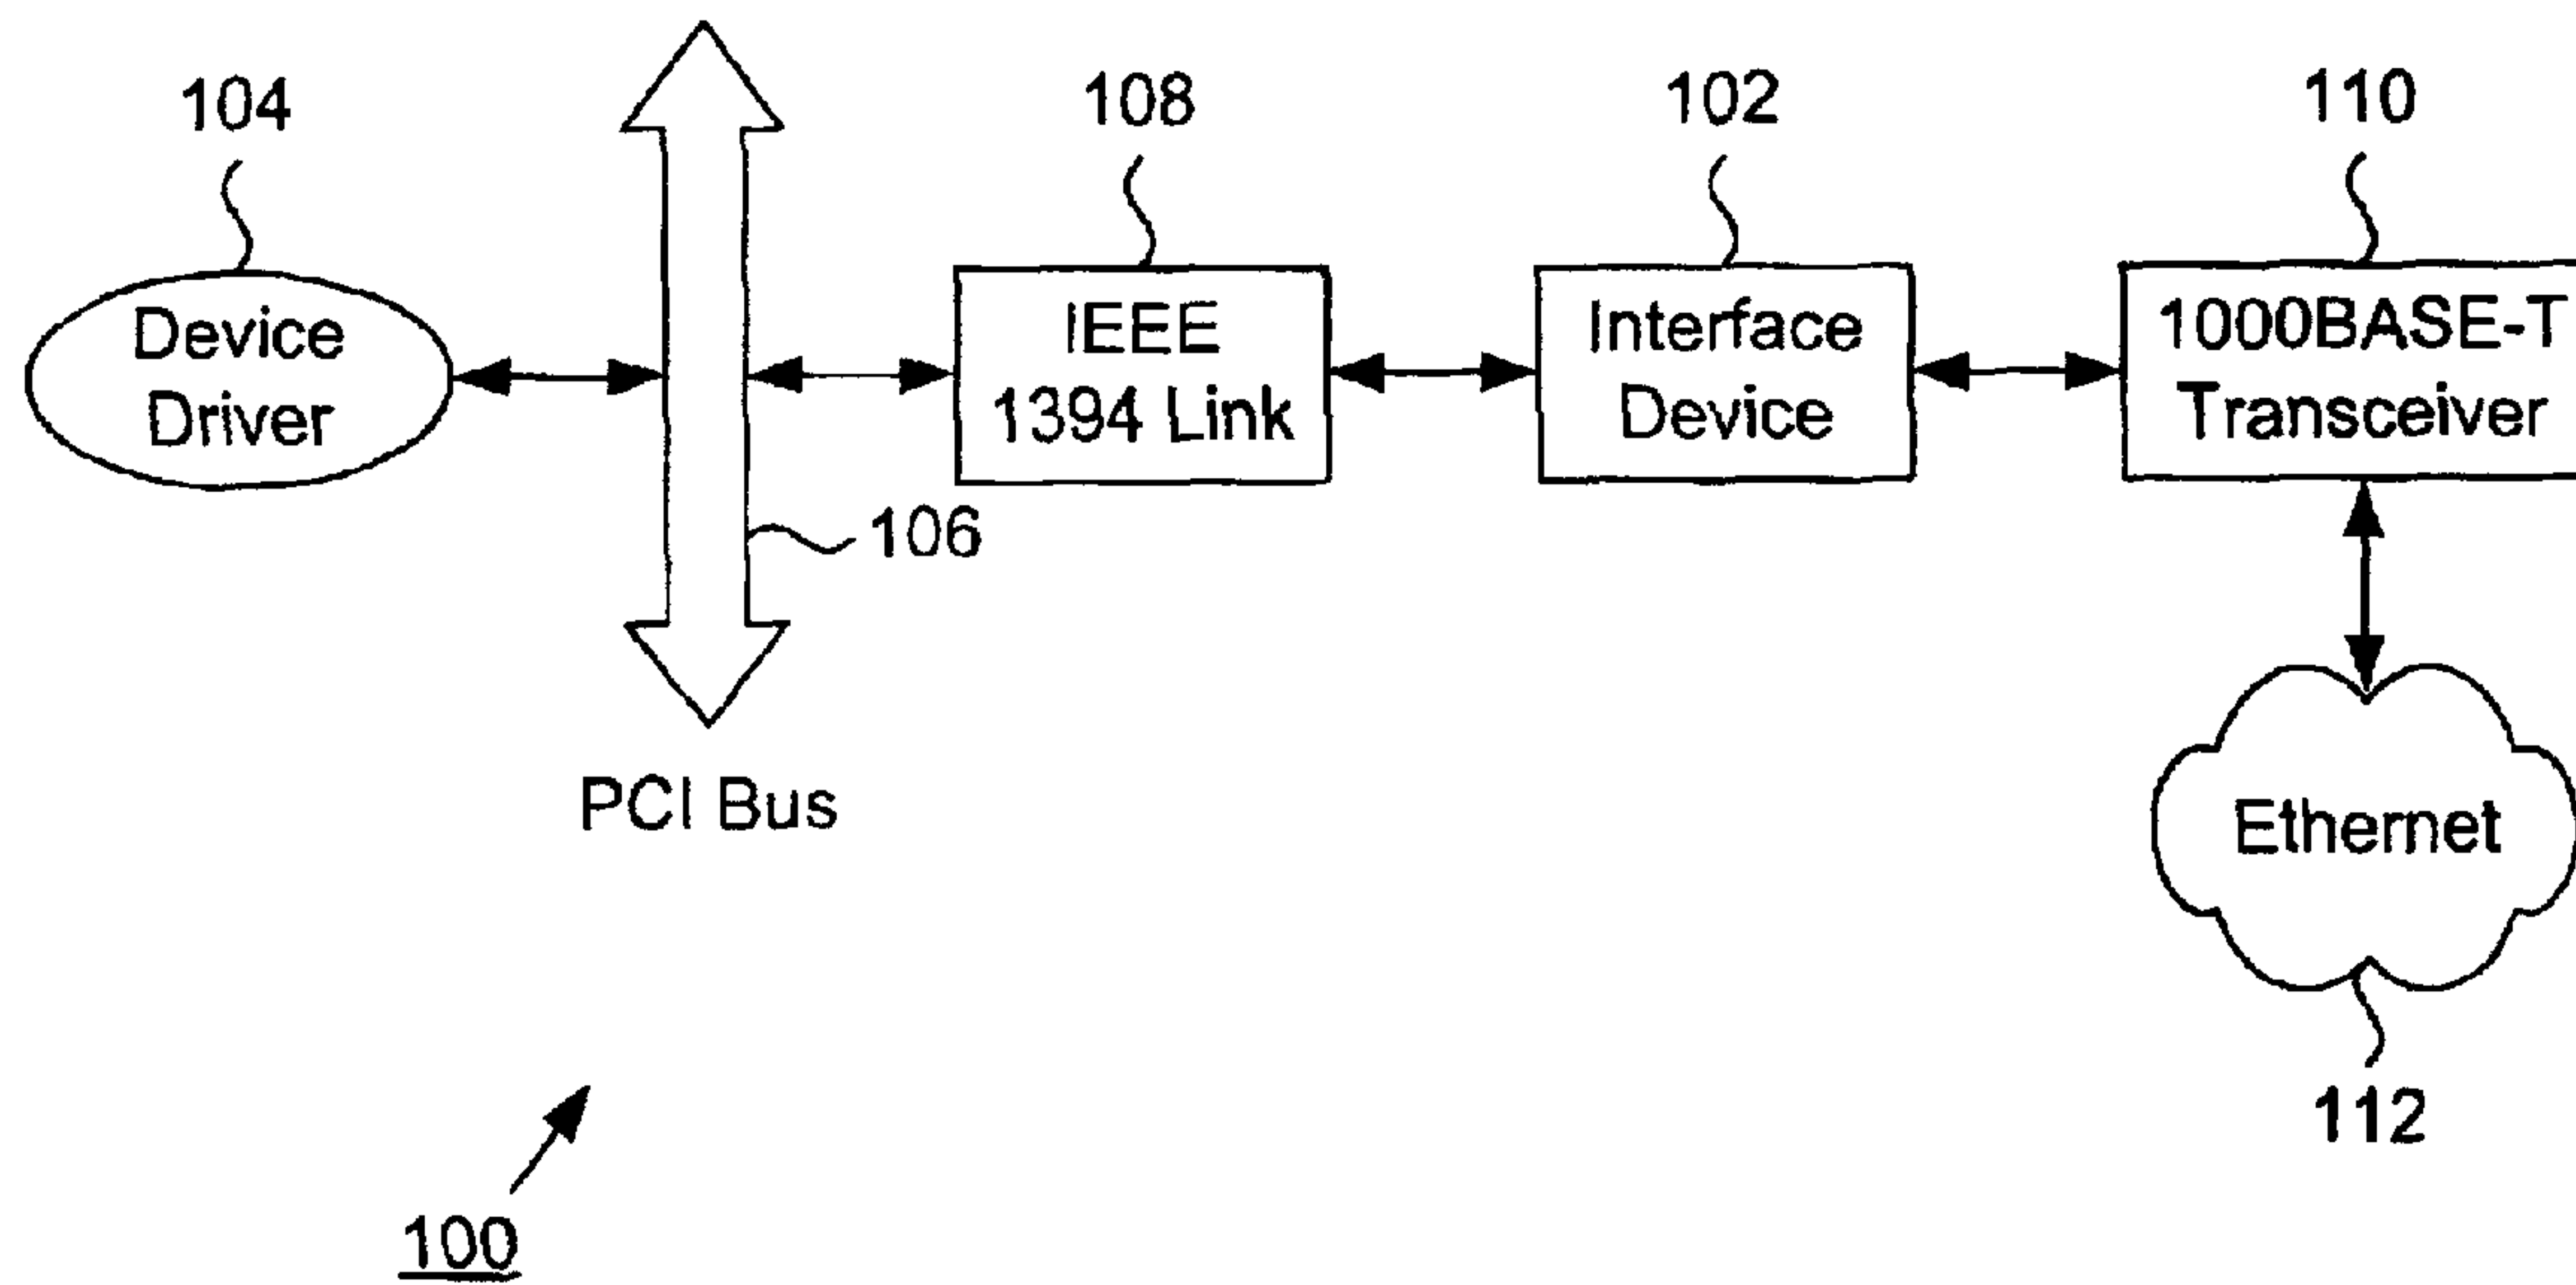 104
108
102
110
Device
Driver
IEEE
1394 Link
Interface
Device
1000BASE-T
Transceiver
106
PCI Bus
Ethernet
112
100